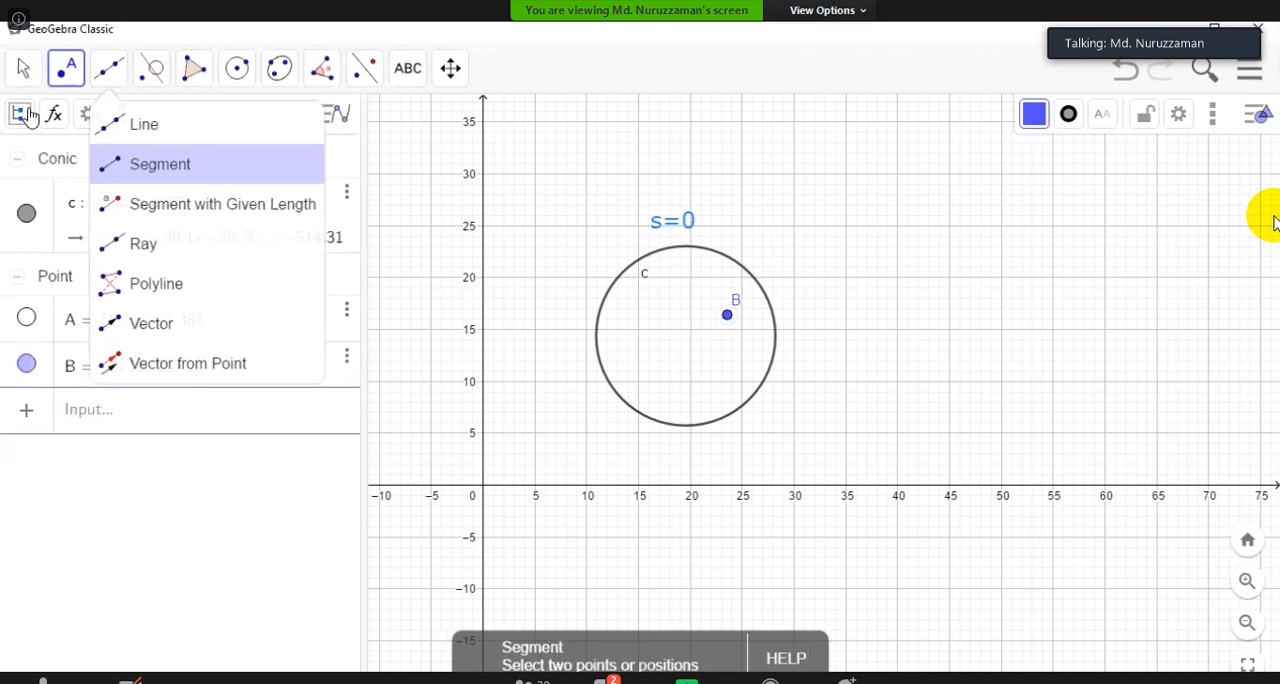 You are viewing Md. Nuruzzaman's screen
View Options
GeoGebra Classic
Talking: Md. Nuruzzaman
A
ABC
fx
a
AA
Line
Segment
Segment with Given Length
Ray
Polyline
Vector
Vector from Point
Conic
c :
Point
A =
B =
Input...
s=0
c
B
35
30
25
20
15
10
5
-10 -5 0 5 10 15 20 25 30 35 40 45 50 55 60 65 70 75
-5
-10
-15
Segment
Select two points or positions
HELP
2